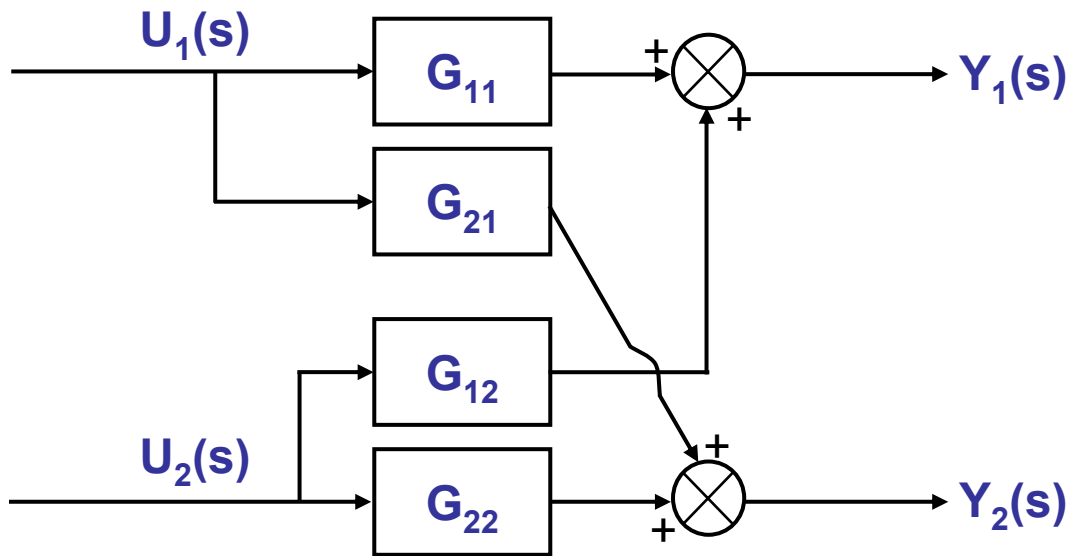 U₁(s)
G₁₁
+
+
Y₁(s)
G₂₁
G₁₂
U₂(s)
G₂₂
+
+
Y₂(s)